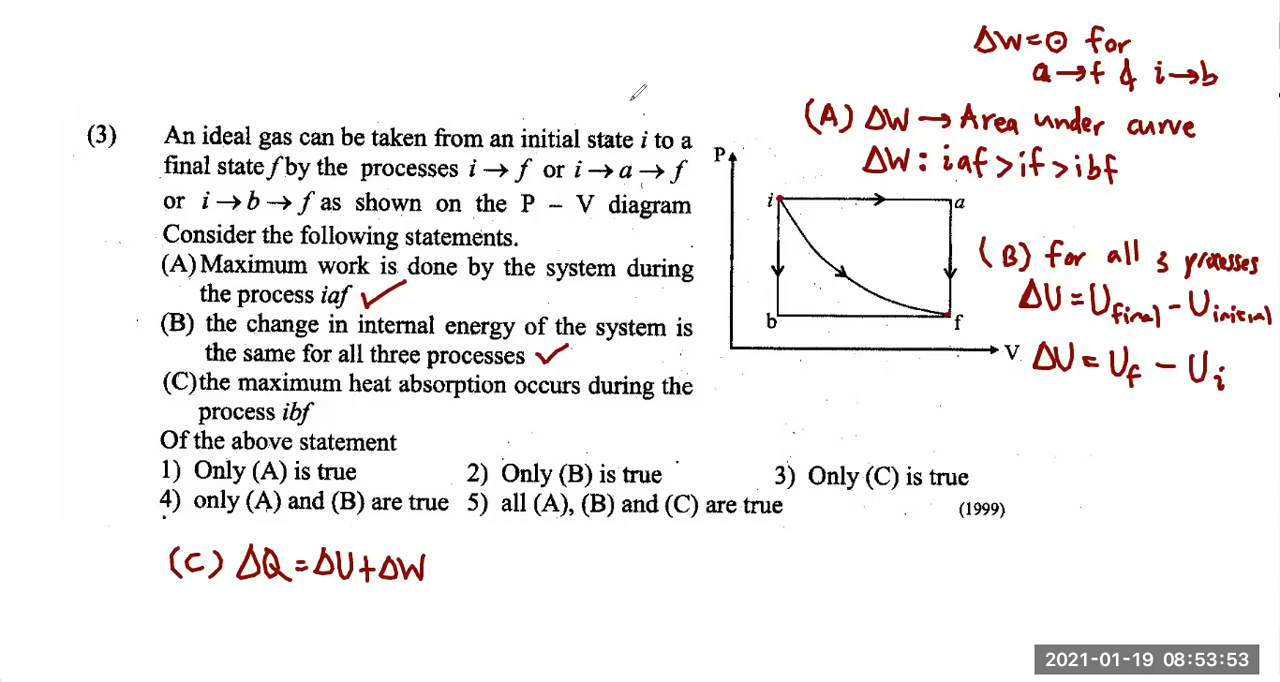 ΔW=0 for
a→f & i→b
(A) ΔW → Area under curve
ΔW : iaf > if > ibf
(3) An ideal gas can be taken from an initial state i to a
final state f by the processes i → f or i → a → f
or i → b → f as shown on the P – V diagram
Consider the following statements.
(A) Maximum work is done by the system during
the process iaf ✓
(B) the change in internal energy of the system is
the same for all three processes ✓
(C) the maximum heat absorption occurs during the
process ibf
Of the above statement
1) Only (A) is true 2) Only (B) is true 3) Only (C) is true
4) only (A) and (B) are true 5) all (A), (B) and (C) are true (1999)
P
i a
b f
V
(B) for all 3 processes
ΔU = Ufinal - Uinitial
ΔU = Uf - Ui
(C) ΔQ = ΔU + ΔW
2021-01-19 08:53:53